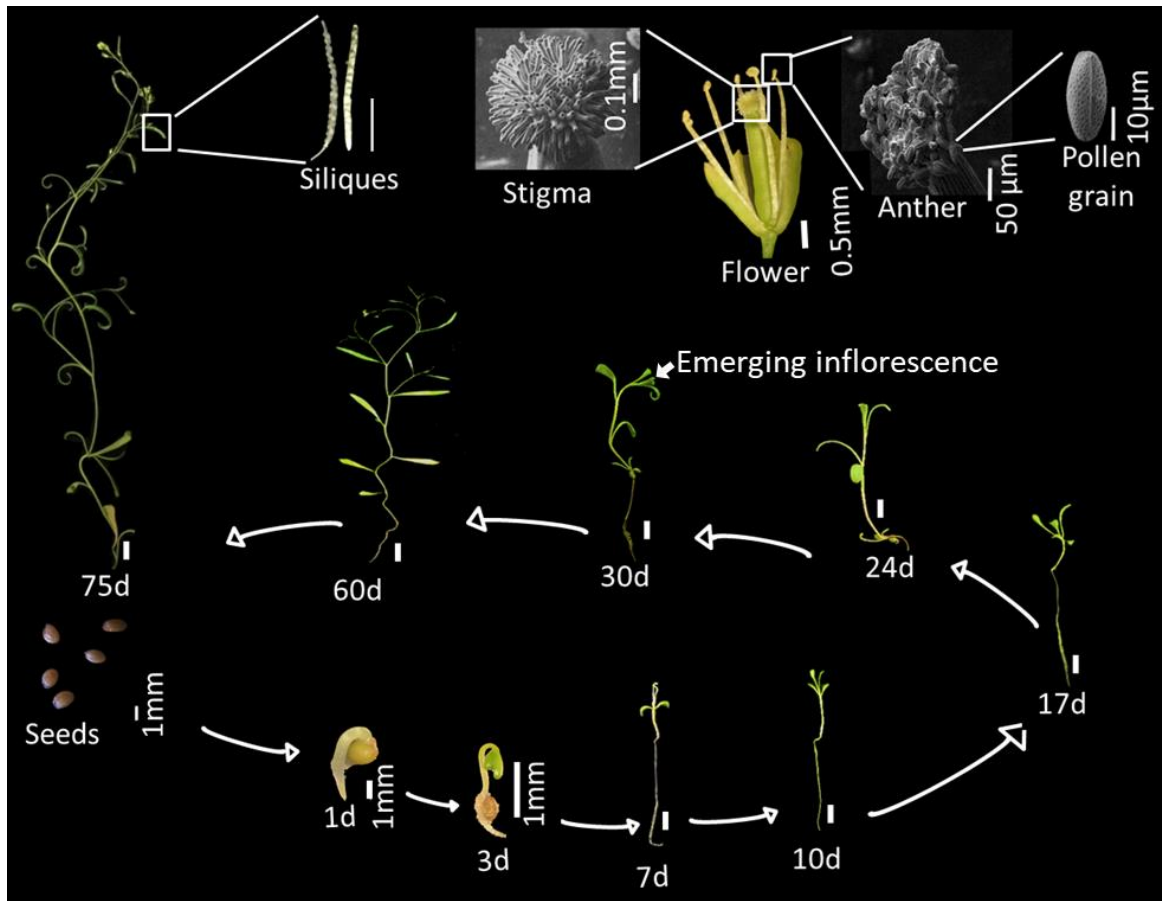 Siliques
Stigma
0.1mm
Flower
0.5mm
Anther
50 µm
Pollen
grain
10µm
Emerging inflorescence
75d
60d
30d
24d
17d
Seeds
1mm
1d
1mm
3d
1mm
7d
10d